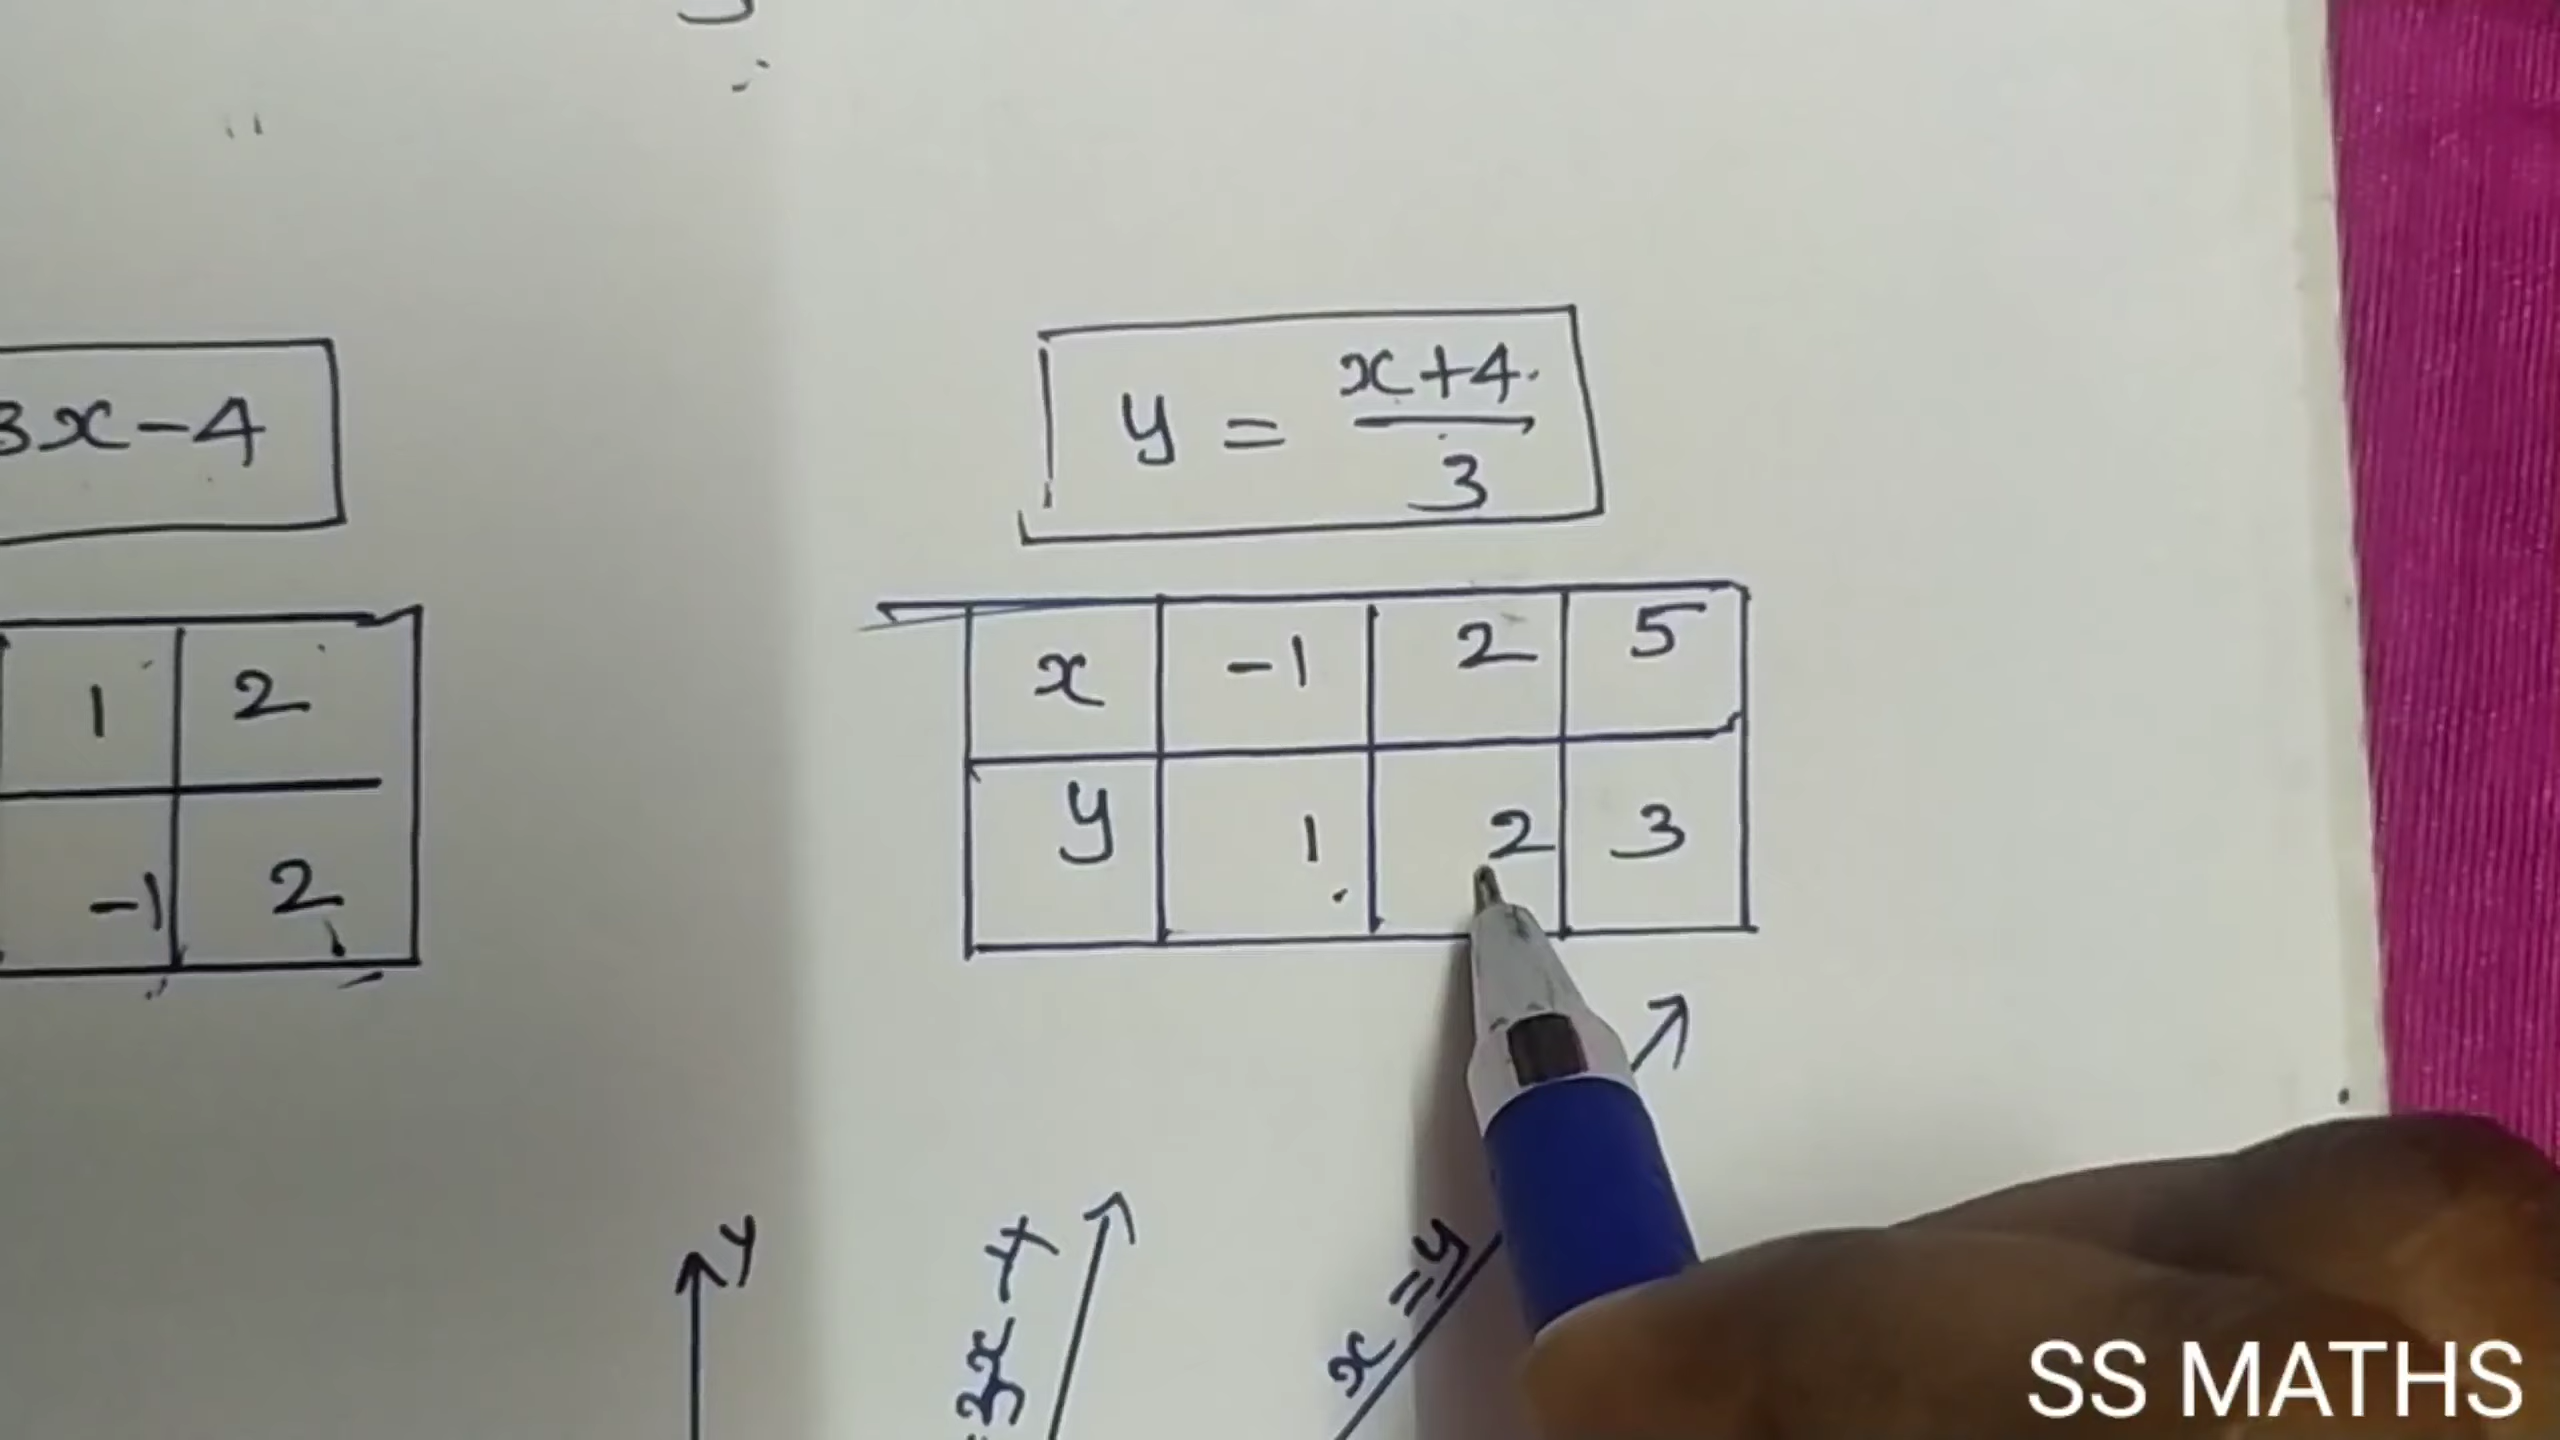 3x-4
y = x+4
3
1 2
-1 2
x -1 2 5
y 1 2 3
y
=3x-4
x=y
SS MATHS